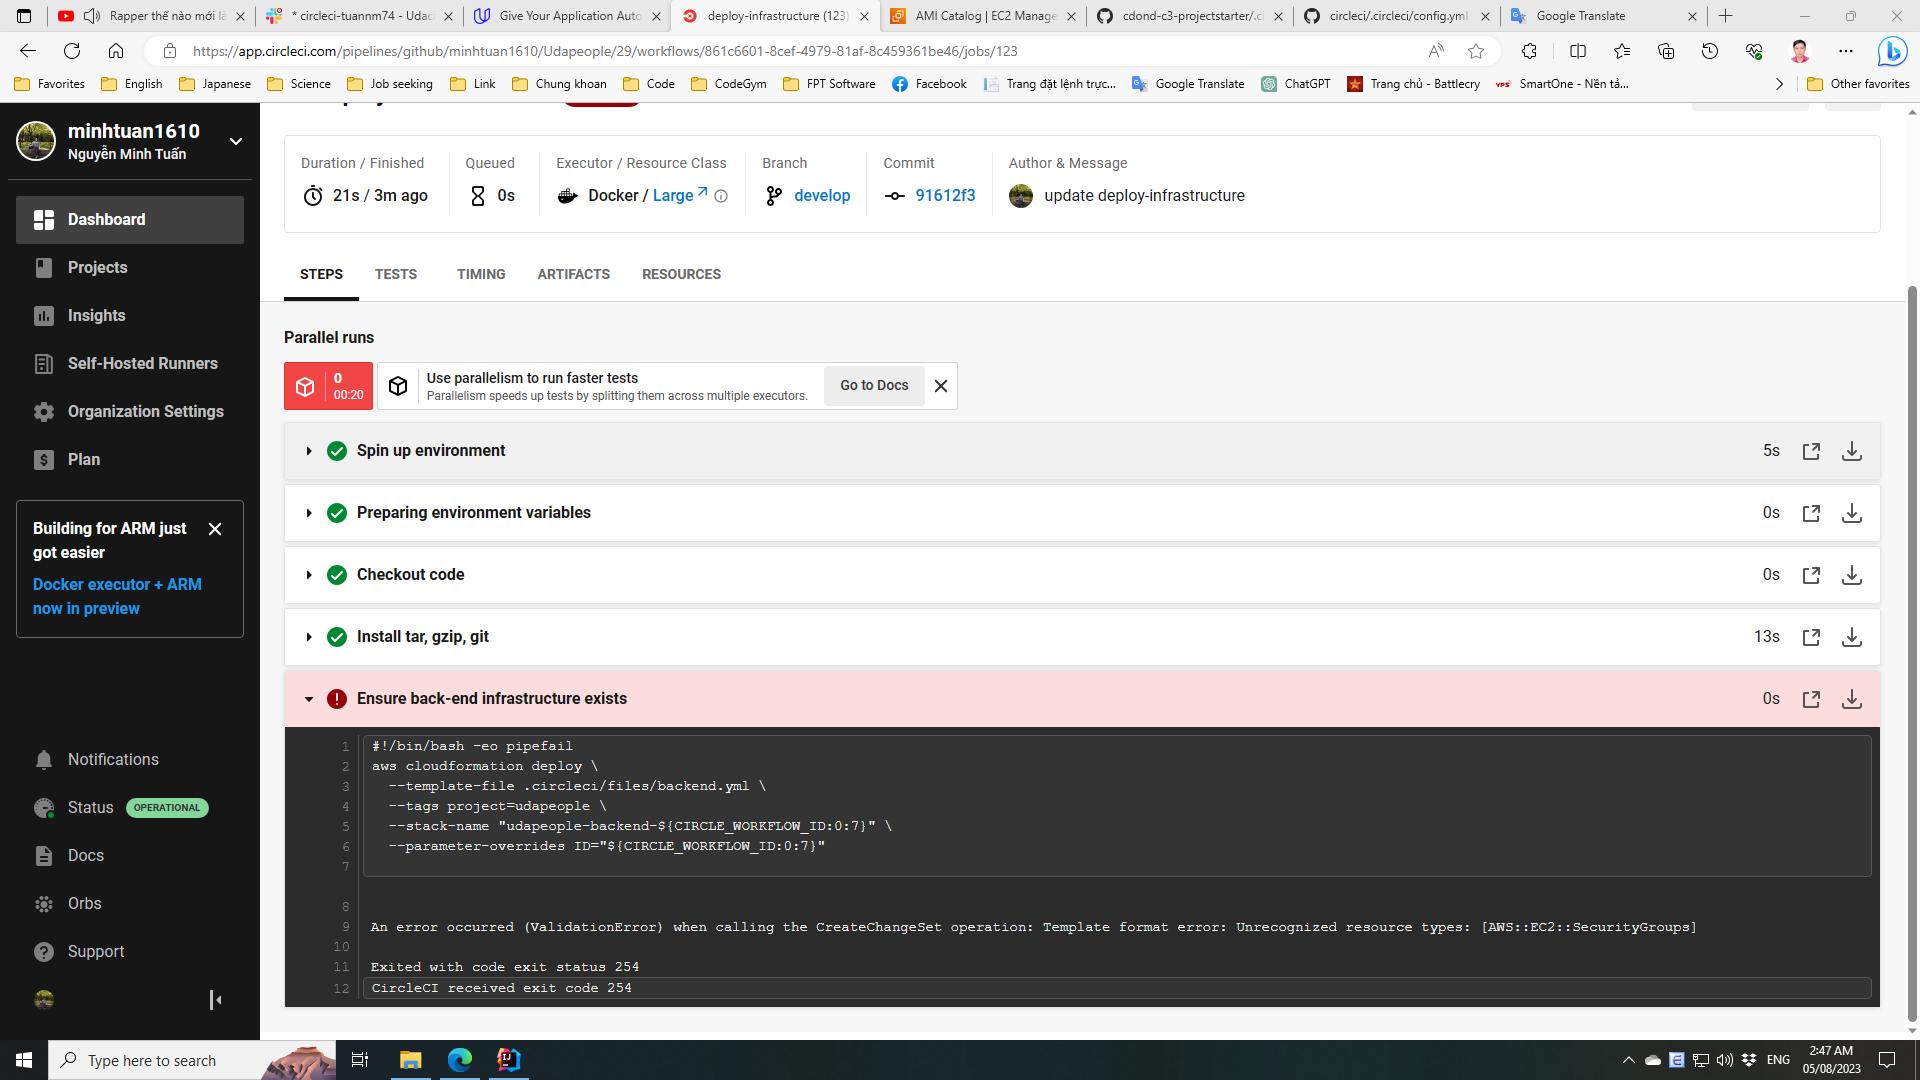 Rapper thế nào mới là
* circleci-tuannm74 - Udac
Give Your Application Auto
deploy-infrastructure (123)
AMI Catalog | EC2 Manage
cdond-c3-projectstarter/.ci
circleci/.circleci/config.yml
Google Translate
https://app.circleci.com/pipelines/github/minhtuan1610/Udapeople/29/workflows/861c6601-8cef-4979-81af-8c459361be46/jobs/123
Favorites
English
Japanese
Science
Job seeking
Link
Chung khoan
Code
CodeGym
FPT Software
Facebook
Trang đặt lệnh trực...
Google Translate
ChatGPT
Trang chủ - Battlecry
SmartOne - Nền tả...
Other favorites
minhtuan1610
Nguyễn Minh Tuấn
Dashboard
Projects
Insights
Self-Hosted Runners
Organization Settings
Plan
Building for ARM just
got easier
Docker executor + ARM
now in preview
Notifications
Status OPERATIONAL
Docs
Orbs
Support
Duration / Finished
21s / 3m ago
Queued
0s
Executor / Resource Class
Docker / Large
Branch
develop
Commit
91612f3
Author & Message
update deploy-infrastructure
STEPS
TESTS
TIMING
ARTIFACTS
RESOURCES
Parallel runs
0
00:20
Use parallelism to run faster tests
Parallelism speeds up tests by splitting them across multiple executors.
Go to Docs
Spin up environment 5s
Preparing environment variables 0s
Checkout code 0s
Install tar, gzip, git 13s
Ensure back-end infrastructure exists 0s
1 #!/bin/bash -eo pipefail
2 aws cloudformation deploy \
3 --template-file .circleci/files/backend.yml \
4 --tags project=udapeople \
5 --stack-name "udapeople-backend-${CIRCLE_WORKFLOW_ID:0:7}" \
6 --parameter-overrides ID="${CIRCLE_WORKFLOW_ID:0:7}"
7
8
9 An error occurred (ValidationError) when calling the CreateChangeSet operation: Template format error: Unrecognized resource types: [AWS::EC2::SecurityGroups]
10
11 Exited with code exit status 254
12 CircleCI received exit code 254
Type here to search
ENG
2:47 AM
05/08/2023